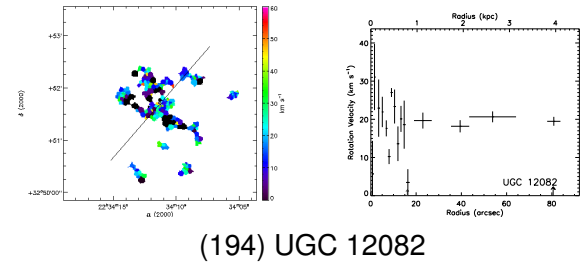 +53'
+52'
+51'
+32°50'00"
δ (2000)
22ʰ34ᵐ15ˢ
34ᵐ10ˢ
34ᵐ05ˢ
α (2000)
60
50
40
30
20
10
0
km s⁻¹
Radius (kpc)
0 1 2 3 4
Rotation Velocity (km s⁻¹)
40
30
20
10
0
UGC 12082
0 20 40 60 80
Radius (arcsec)
(194) UGC 12082